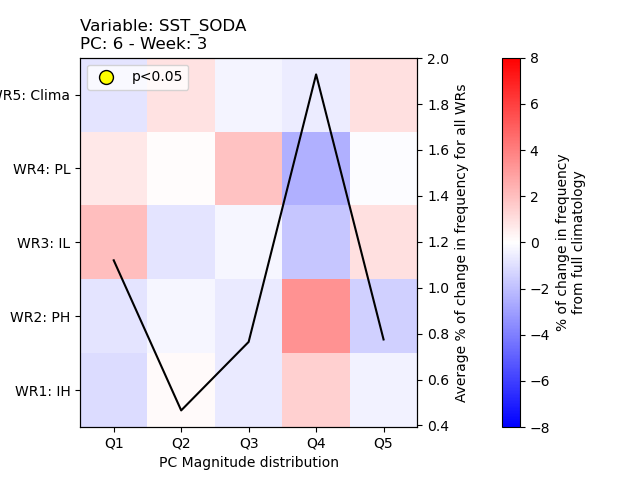 Variable: SST_SODA
PC: 6 - Week: 3
p<0.05
WR5: Clima
WR4: PL
WR3: IL
WR2: PH
WR1: IH
Q1 Q2 Q3 Q4 Q5
PC Magnitude distribution
2.0
1.8
1.6
1.4
1.2
1.0
0.8
0.6
0.4
Average % of change in frequency for all WRs
8
6
4
2
0
−2
−4
−6
−8
% of change in frequency
from full climatology